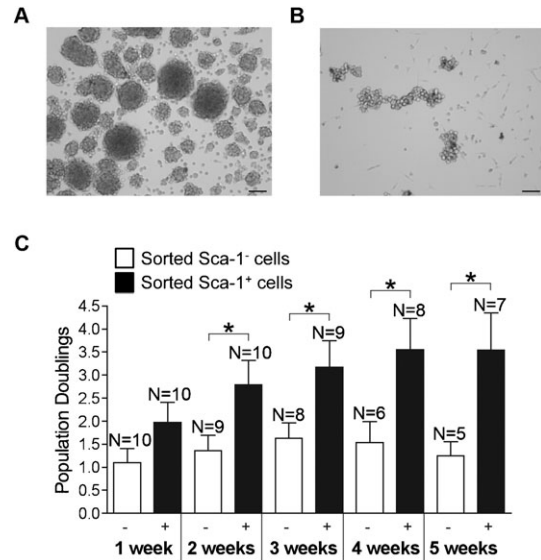 A
B
C
Sorted Sca-1⁻ cells
Sorted Sca-1⁺ cells
Population Doublings
4.5
4.0
3.5
3.0
2.5
2.0
1.5
1.0
0.5
0.0
N=10
N=10
N=9
N=10
N=8
N=9
N=6
N=8
N=5
N=7
* * * *
- + - + - + - + - +
1 week 2 weeks 3 weeks 4 weeks 5 weeks